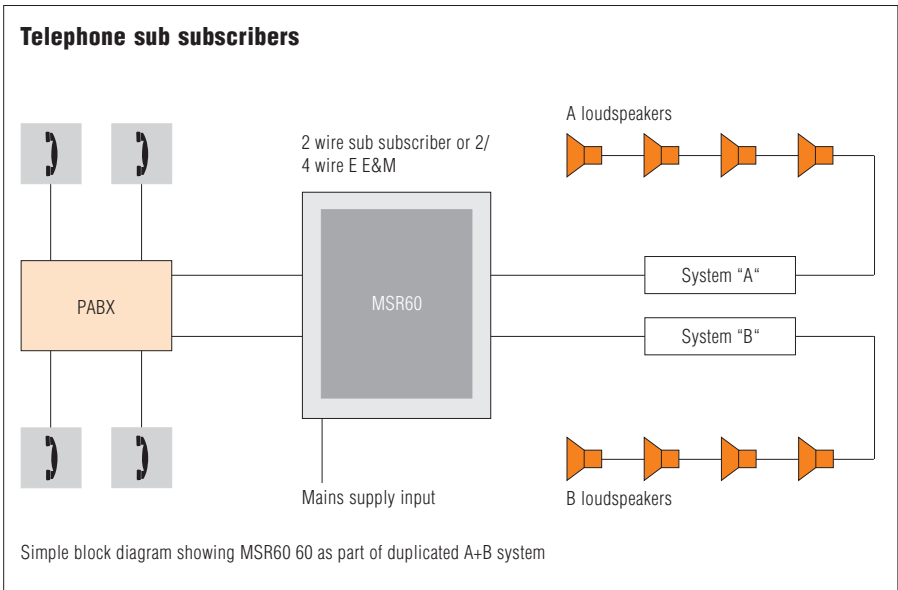 Telephone sub subscribers
A loudspeakers
2 wire sub subscriber or 2/
4 wire E E&M
PABX
MSR60
System “A“
System “B“
Mains supply input
B loudspeakers
Simple block diagram showing MSR60 60 as part of duplicated A+B system